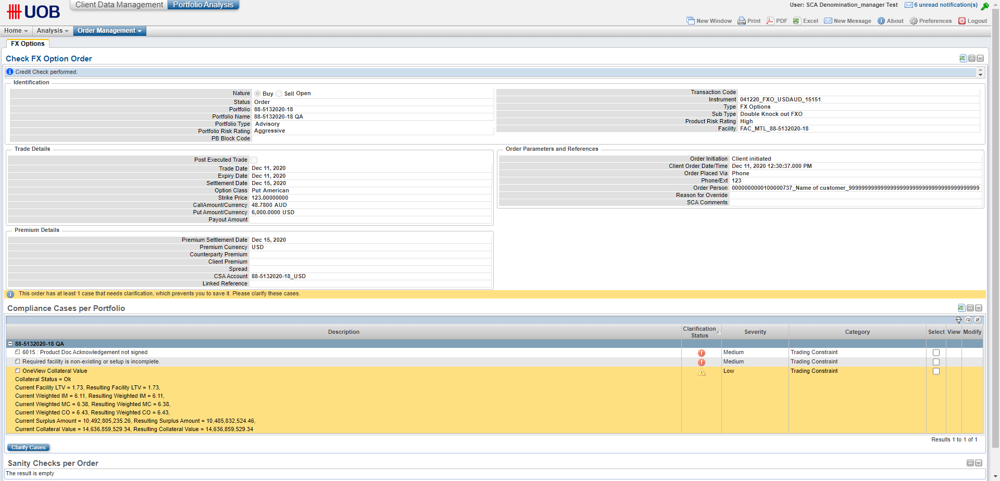 UOB
Client Data Management
Portfolio Analysis
User: SCA Denomination_manager Test
6 unread notification(s)
New Window
Print
PDF
Excel
New Message
About
Preferences
Logout
Home
Analysis
Order Management
FX Options
Check FX Option Order
Credit Check performed.
Identification
Nature Buy Sell Open
Status Order
Portfolio 88-5132020-18
Portfolio Name 88-5132020-18 QA
Portfolio Type Advisory
Portfolio Risk Rating Aggressive
PB Block Code
Transaction Code
Instrument 041220_FXO_USDAUD_15151
Type FX Options
Sub Type Double Knock out FXO
Product Risk Rating High
Facility FAC_MTL_88-5132020-18
Trade Details
Post Executed Trade
Trade Date Dec 11, 2020
Expiry Date Dec 11, 2020
Settlement Date Dec 15, 2020
Option Class Put American
Strike Price 123.00000000
CallAmount/Currency 48.7800 AUD
Put Amount/Currency 6,000.0000 USD
Payout Amount
Order Parameters and References
Order Initiation Client initiated
Client Order Date/Time Dec 11, 2020 12:30:37.000 PM
Order Placed Via Phone
Phone/Ext 123
Order Person
Reason for Override
SCA Comments
Premium Details
Premium Settlement Date Dec 15, 2020
Premium Currency USD
Counterparty Premium
Client Premium
Spread
CSA Account 88-5132020-18_USD
Linked Reference
This order has at least 1 case that needs clarification, which prevents you to save it. Please clarify these cases.
Compliance Cases per Portfolio
Description
Clarification
Status
Severity
Category
Select
View
Modify
88-5132020-18 QA
6015 : Product Doc Acknowledgement not signed Medium Trading Constraint
Required facility is non-existing or setup is incomplete. Medium Trading Constraint
OneView Collateral Value Low Trading Constraint
Collateral Status = Ok
Current Facility LTV = 1.73, Resulting Facility LTV = 1.73,
Current Weighted IM = 6.11, Resulting Weighted IM = 6.11,
Current Weighted MC = 6.38, Resulting Weighted MC = 6.38,
Current Weighted CO = 6.43, Resulting Weighted CO = 6.43,
Current Surplus Amount = 10,492,805,235.26, Resulting Surplus Amount = 10,485,832,524.46,
Current Collateral Value = 14,636,859,529.34, Resulting Collateral Value = 14,636,859,529.34
Results 1 to 1 of 1
Clarify Cases
Sanity Checks per Order
The result is empty